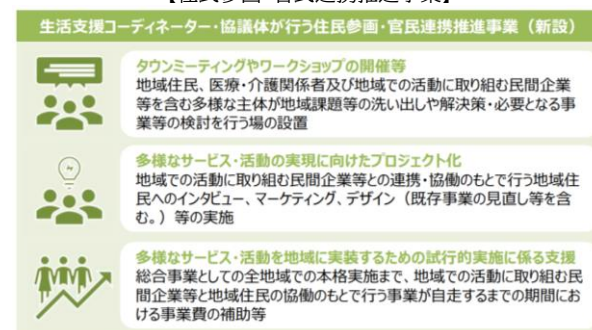 【住民参画・官民連携推進事業】
生活支援コーディネーター・協議体が行う住民参画・官民連携推進事業（新設）
タウンミーティングやワークショップの開催等
地域住民、医療・介護関係者及び地域での活動に取り組む民間企業
等を含む多様な主体が地域課題等の洗い出しや解決策・必要となる事
業等の検討を行う場の設置
多様なサービス・活動の実現に向けたプロジェクト化
地域での活動に取り組む民間企業等との連携・協働のもとで行う地域住
民へのインタビュー、マーケティング、デザイン（既存事業の見直し等を含
む。）等の実施
多様なサービス・活動を地域に実装するための試行的実施に係る支援
総合事業としての全地域での本格実施まで、地域での活動に取り組む民
間企業等と地域住民の協働のもとで行う事業が自走するまでの期間にお
ける事業費の補助等